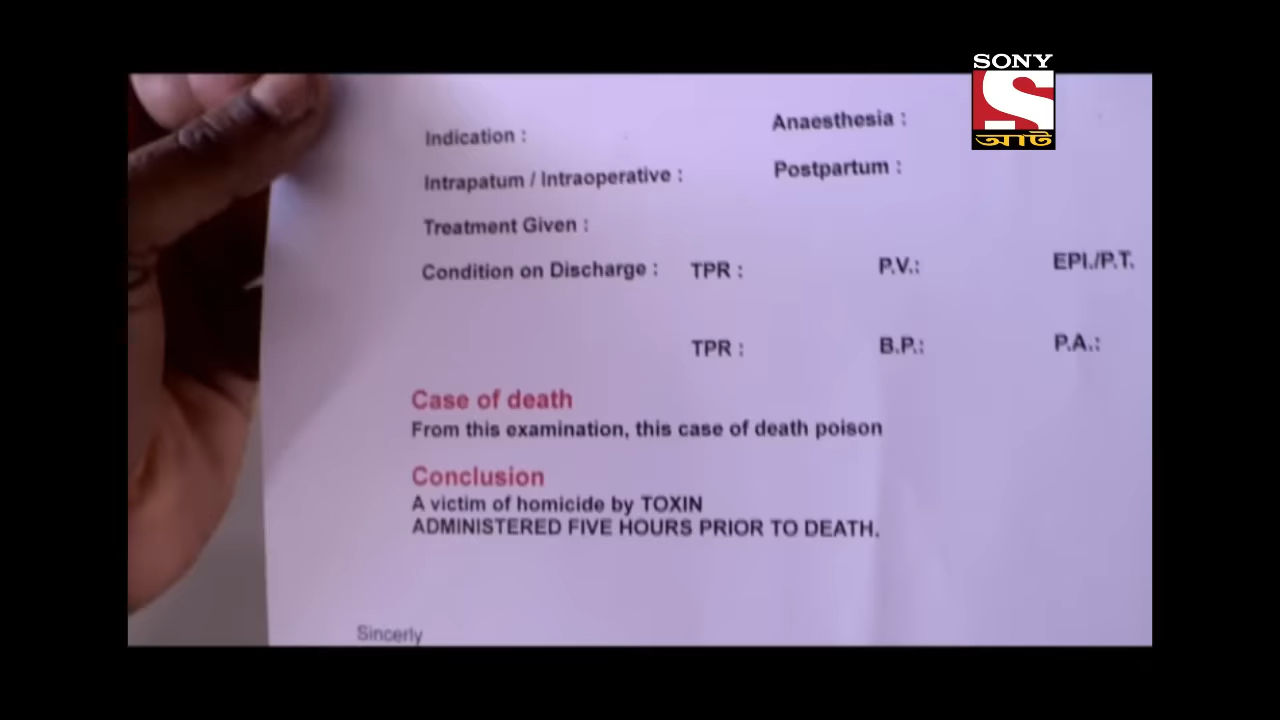 SONY
S
আট
Indication :
Anaesthesia :
Intrapatum / Intraoperative :
Postpartum :
Treatment Given :
Condition on Discharge : TPR : P.V.: EPI./P.T.
TPR : B.P.: P.A.:
Case of death
From this examination, this case of death poison
Conclusion
A victim of homicide by TOXIN
ADMINISTERED FIVE HOURS PRIOR TO DEATH.
Sincerly